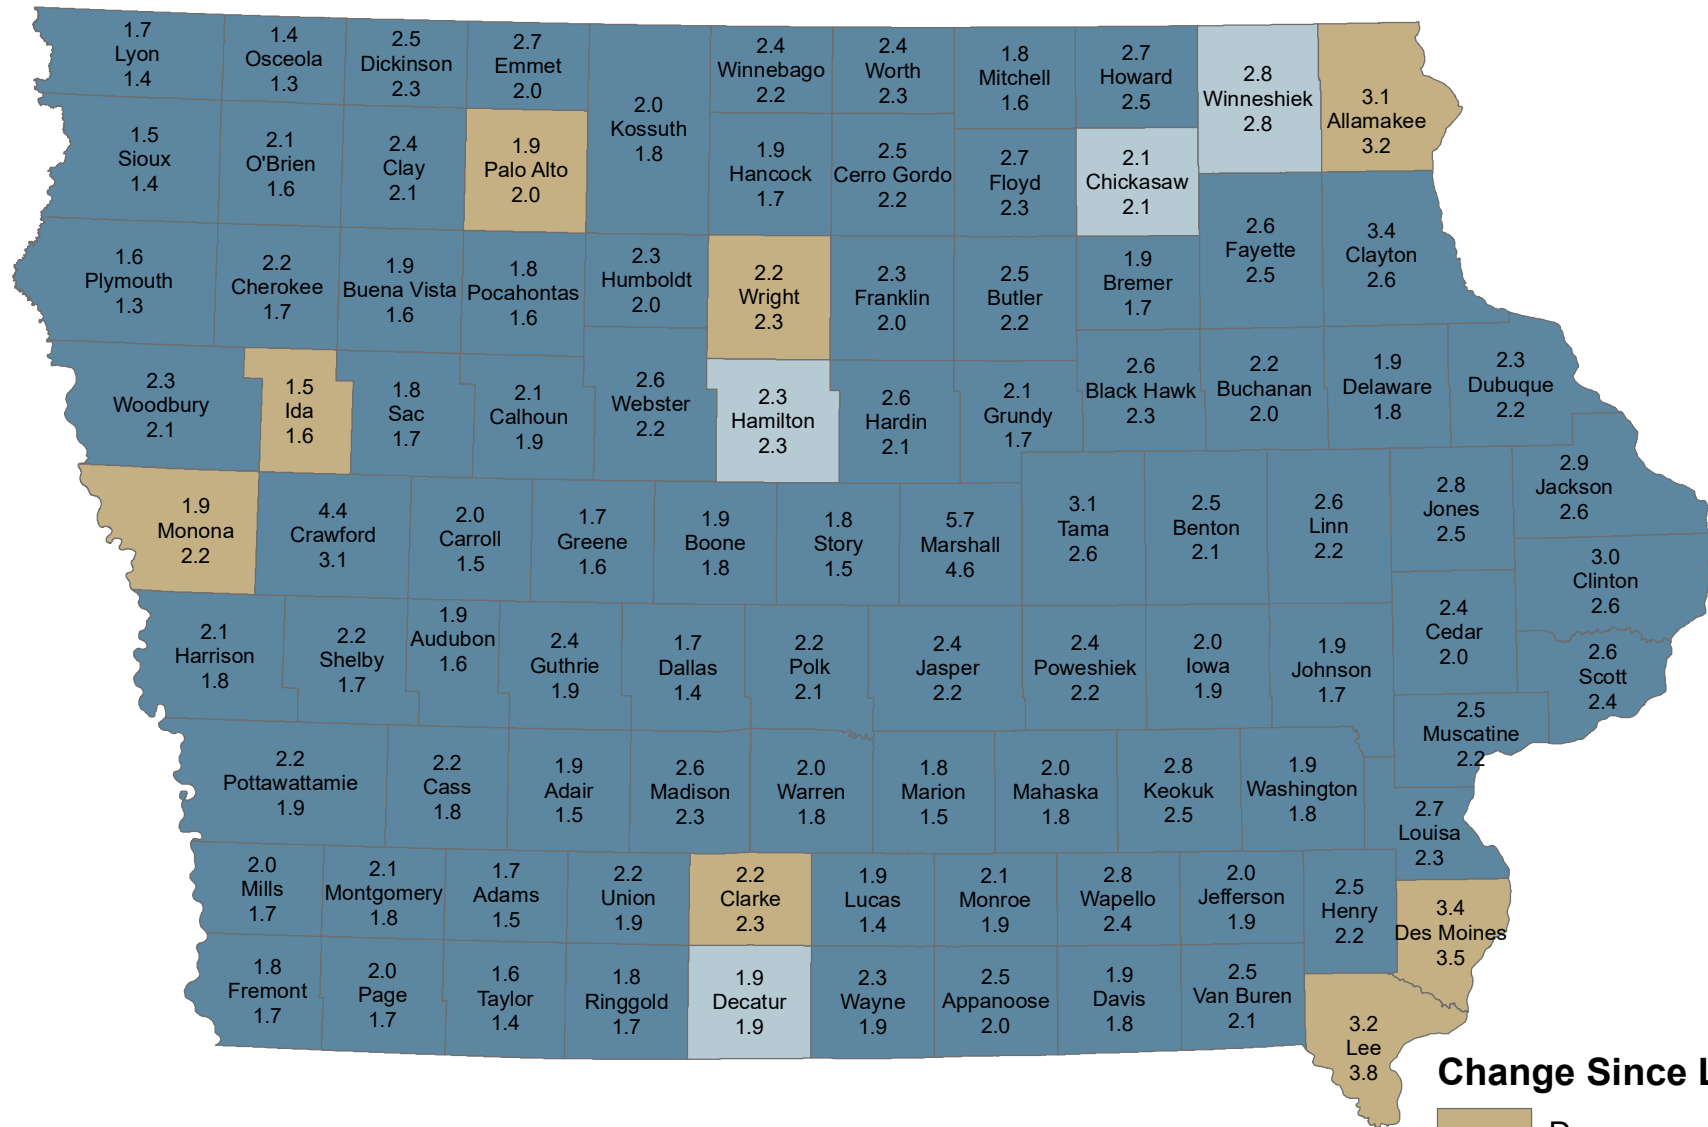 1.7
Lyon
1.4
1.4
Osceola
1.3
2.5
Dickinson
2.3
2.7
Emmet
2.0
2.0
Kossuth
1.8
2.4
Winnebago
2.2
2.4
Worth
2.3
1.8
Mitchell
1.6
2.7
Howard
2.5
2.8
Winneshiek
2.8
3.1
Allamakee
3.2
1.5
Sioux
1.4
2.1
O'Brien
1.6
2.4
Clay
2.1
1.9
Palo Alto
2.0
1.9
Hancock
1.7
2.5
Cerro Gordo
2.2
2.7
Floyd
2.3
2.1
Chickasaw
2.1
2.6
Fayette
2.5
3.4
Clayton
2.6
1.6
Plymouth
1.3
2.2
Cherokee
1.7
1.9
Buena Vista
1.6
1.8
Pocahontas
1.6
2.3
Humboldt
2.0
2.2
Wright
2.3
2.3
Franklin
2.0
2.5
Butler
2.2
1.9
Bremer
1.7
2.3
Woodbury
2.1
1.5
Ida
1.6
1.8
Sac
1.7
2.1
Calhoun
1.9
2.6
Webster
2.2
2.3
Hamilton
2.3
2.6
Hardin
2.1
2.1
Grundy
1.7
2.6
Black Hawk
2.3
2.2
Buchanan
2.0
1.9
Delaware
1.8
2.3
Dubuque
2.2
1.9
Monona
2.2
4.4
Crawford
3.1
2.0
Carroll
1.5
1.7
Greene
1.6
1.9
Boone
1.8
1.8
Story
1.5
5.7
Marshall
4.6
3.1
Tama
2.6
2.5
Benton
2.1
2.6
Linn
2.2
2.8
Jones
2.5
2.9
Jackson
2.6
3.0
Clinton
2.6
2.1
Harrison
1.8
2.2
Shelby
1.7
1.9
Audubon
1.6
2.4
Guthrie
1.9
1.7
Dallas
1.4
2.2
Polk
2.1
2.4
Jasper
2.2
2.4
Poweshiek
2.2
2.0
Iowa
1.9
1.9
Johnson
1.7
2.4
Cedar
2.0
2.6
Scott
2.4
2.5
Muscatine
2.2
2.2
Pottawattamie
1.9
2.2
Cass
1.8
1.9
Adair
1.5
2.6
Madison
2.3
2.0
Warren
1.8
1.8
Marion
1.5
2.0
Mahaska
1.8
2.8
Keokuk
2.5
1.9
Washington
1.8
2.7
Louisa
2.3
2.0
Mills
1.7
2.1
Montgomery
1.8
1.7
Adams
1.5
2.2
Union
1.9
2.2
Clarke
2.3
1.9
Lucas
1.4
2.1
Monroe
1.9
2.8
Wapello
2.4
2.0
Jefferson
1.9
2.5
Henry
2.2
3.4
Des Moines
3.5
1.8
Fremont
1.7
2.0
Page
1.7
1.6
Taylor
1.4
1.8
Ringgold
1.7
1.9
Decatur
1.9
2.3
Wayne
1.9
2.5
Appanoose
2.0
1.9
Davis
1.8
2.5
Van Buren
2.1
3.2
Lee
3.8
Change Since L